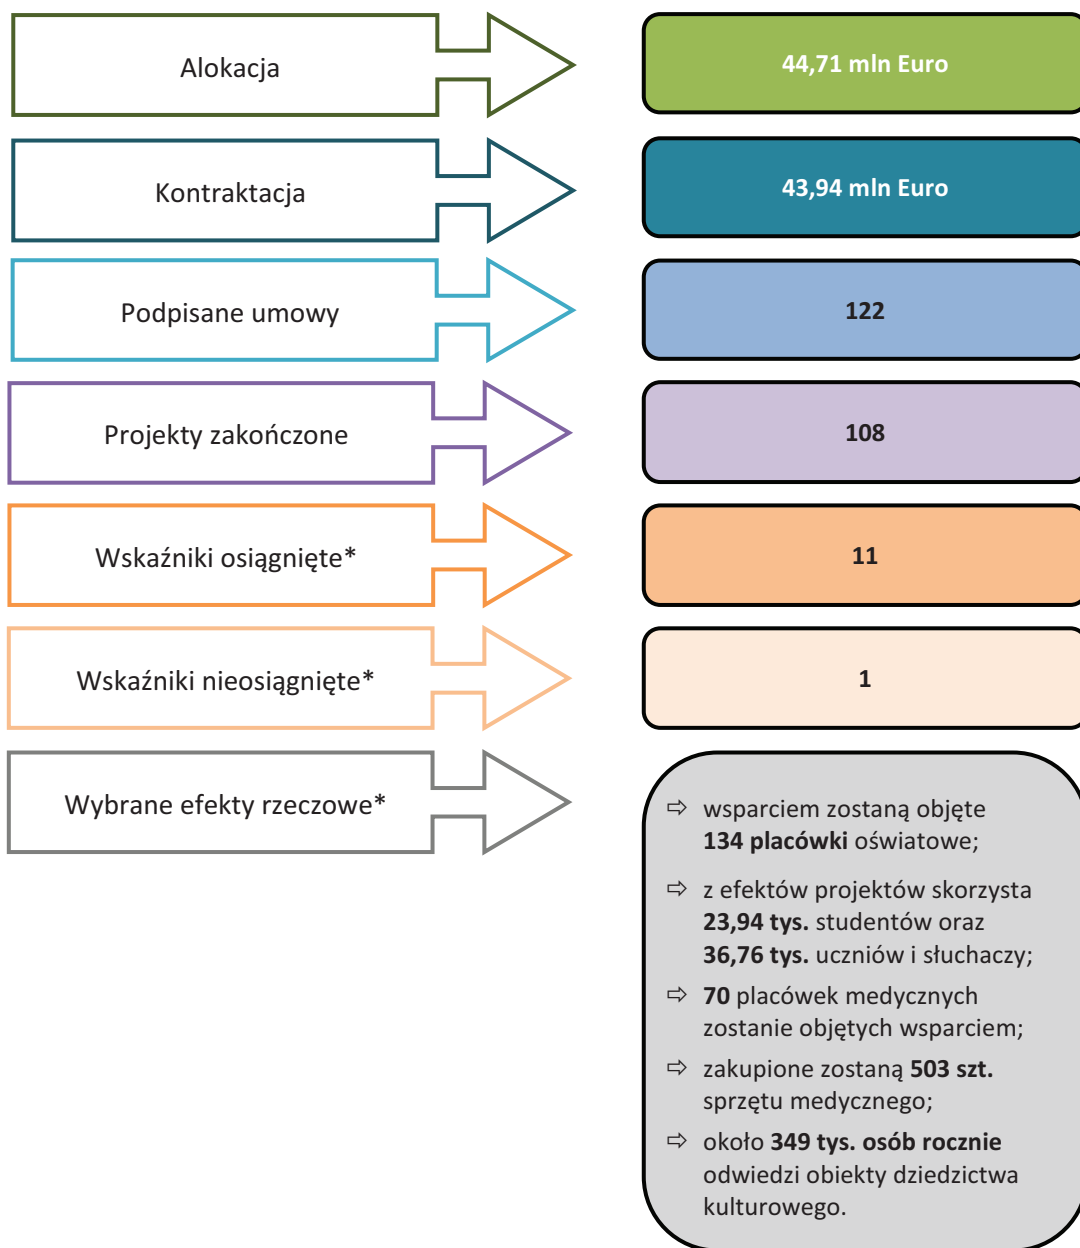 Alokacja
44,71 mln Euro
Kontraktacja
43,94 mln Euro
Podpisane umowy
122
Projekty zakończone
108
Wskaźniki osiągnięte*
11
Wskaźniki nieosiągnięte*
1
Wybrane efekty rzeczowe*
⇨ wsparciem zostaną objęte
134 placówki oświatowe;
⇨ z efektów projektów skorzysta
23,94 tys. studentów oraz
36,76 tys. uczniów i słuchaczy;
⇨ 70 placówek medycznych
zostanie objętych wsparciem;
⇨ zakupione zostaną 503 szt.
sprzętu medycznego;
⇨ około 349 tys. osób rocznie
odwiedzi obiekty dziedzictwa
kulturowego.